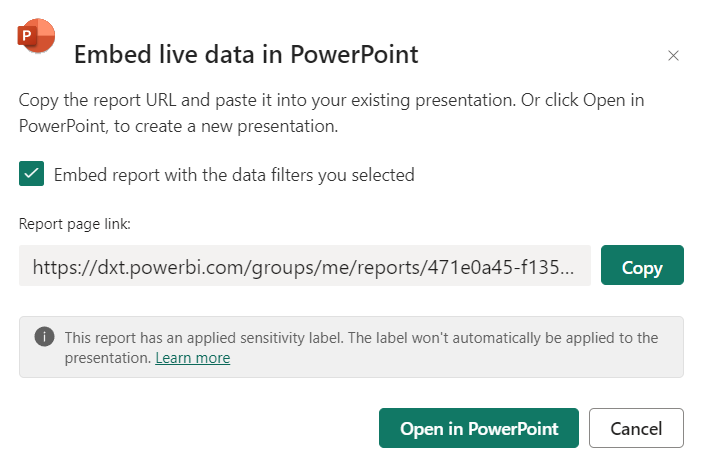 P
Embed live data in PowerPoint
Copy the report URL and paste it into your existing presentation. Or click Open in
PowerPoint, to create a new presentation.
Embed report with the data filters you selected
Report page link:
https://dxt.powerbi.com/groups/me/reports/471e0a45-f135...
Copy
This report has an applied sensitivity label. The label won't automatically be applied to the
presentation. Learn more
Open in PowerPoint
Cancel